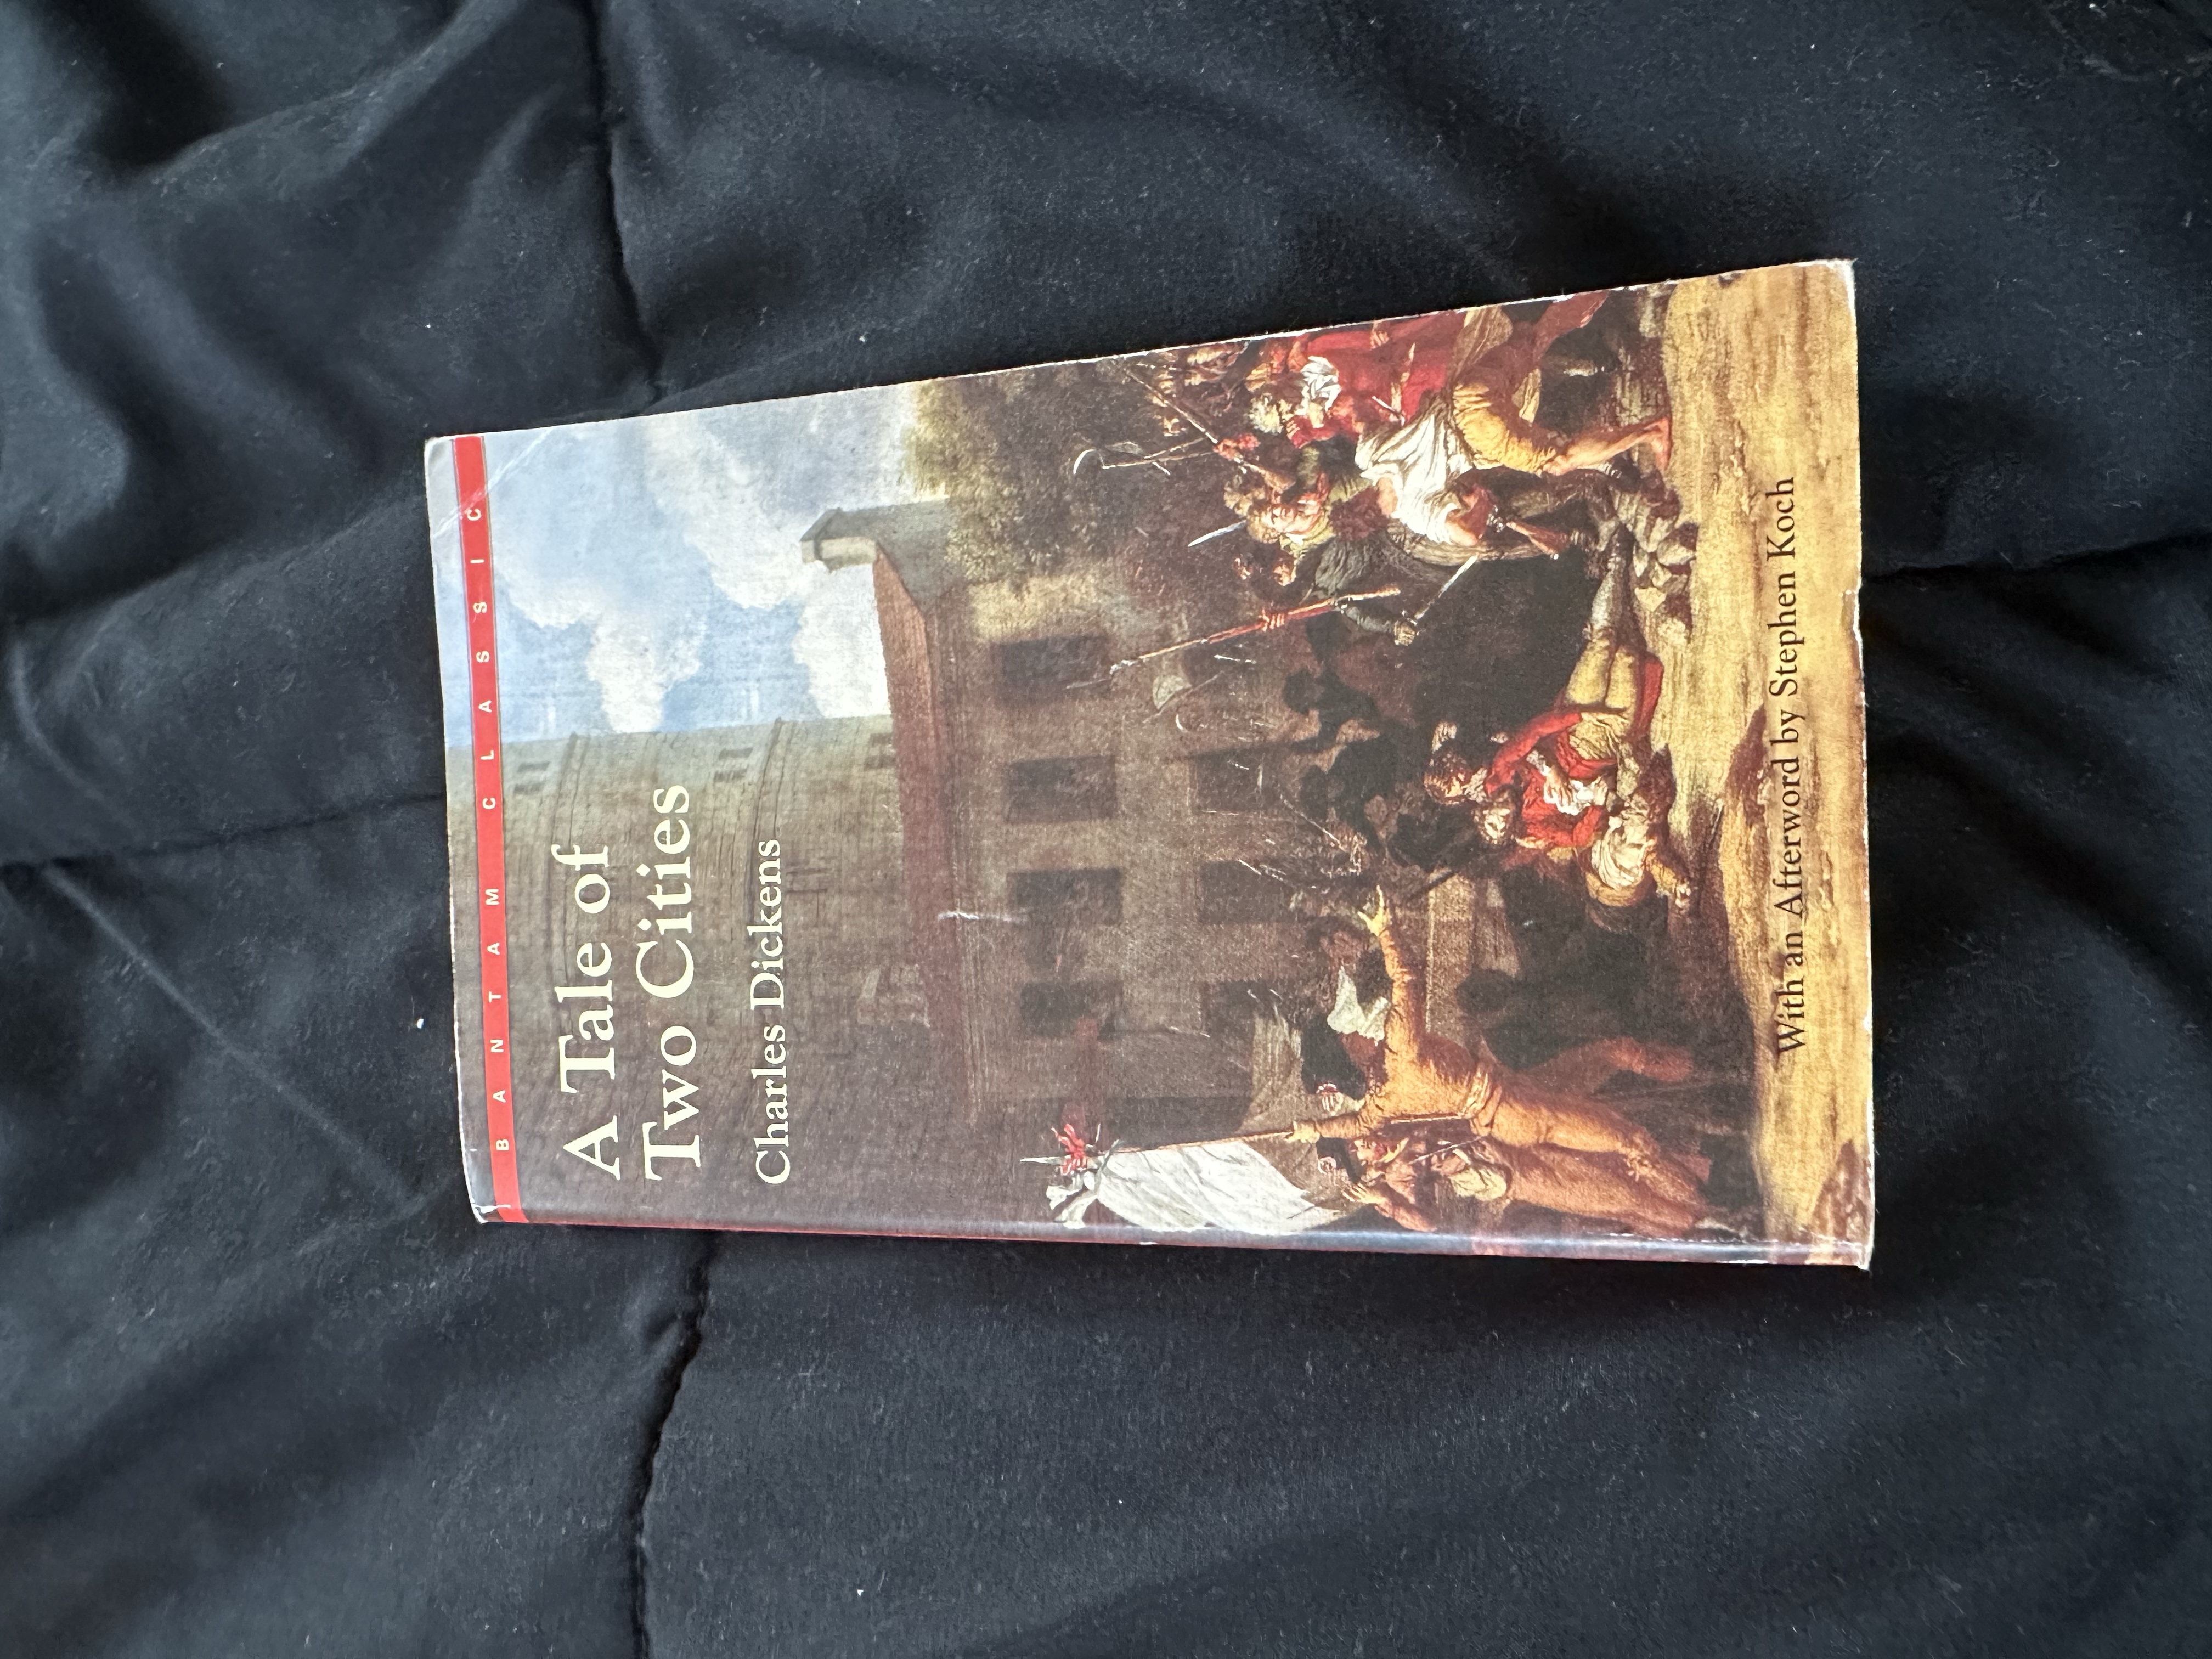 BANTAM CLASSIC
A Tale of
Two Cities
Charles Dickens
With an Afterword by Stephen Koch